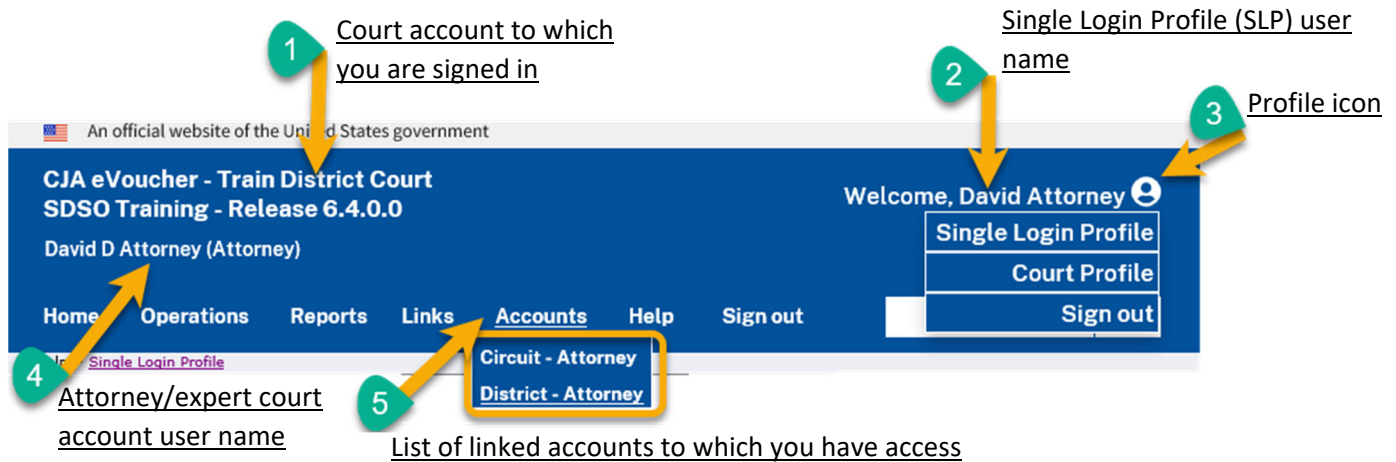 1
Court account to which
you are signed in
2
Single Login Profile (SLP) user
name
3
Profile icon
An official website of the United States government
CJA eVoucher - Train District Court
SDSO Training - Release 6.4.0.0
David D Attorney (Attorney)
Welcome, David Attorney
Single Login Profile
Court Profile
Sign out
Home Operations Reports Links Accounts Help Sign out
Circuit - Attorney
District - Attorney
Single Login Profile
4
Attorney/expert court
account user name
5
List of linked accounts to which you have access